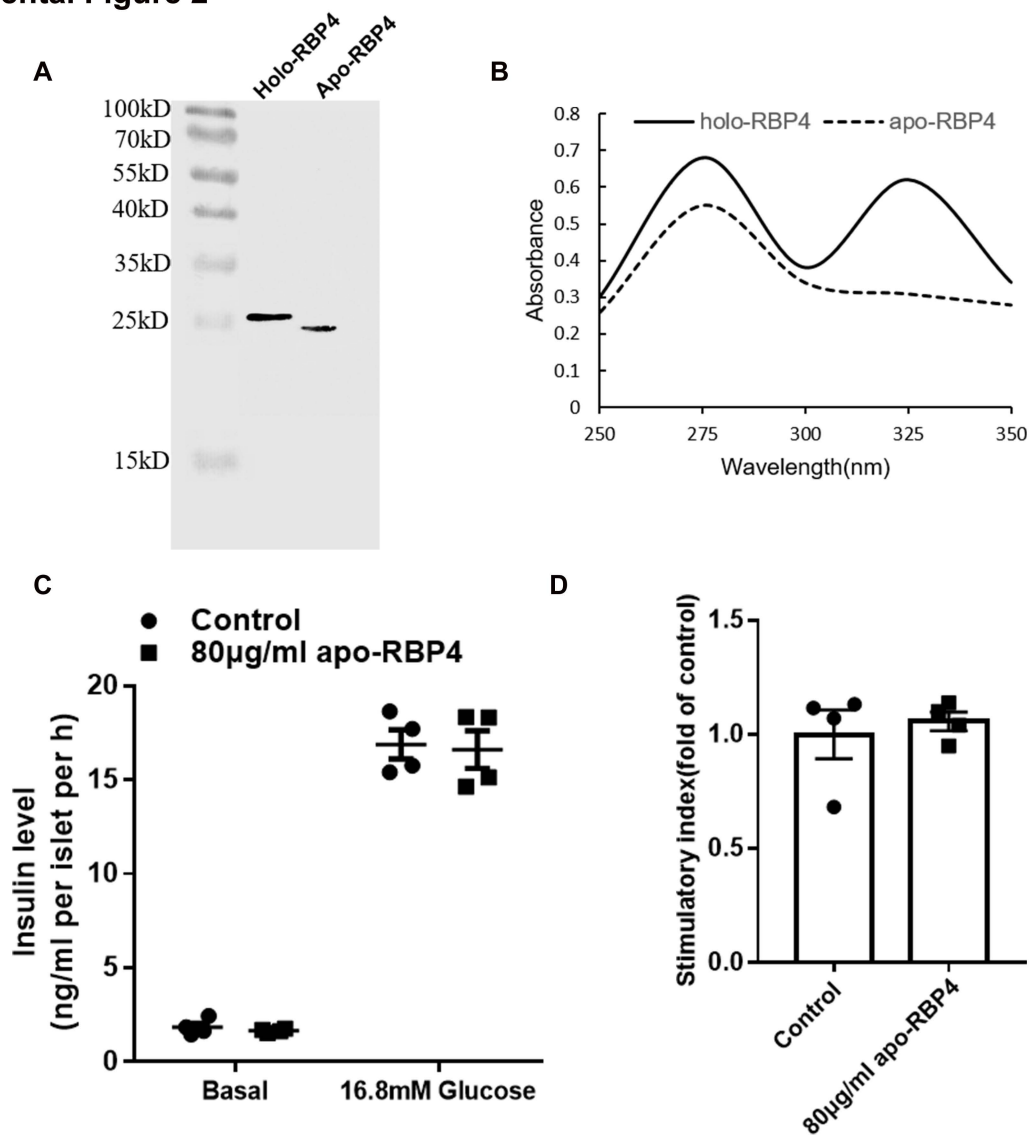 A
Holo-RBP4
Apo-RBP4
100kD
70kD
55kD
40kD
35kD
25kD
15kD
B
holo-RBP4
apo-RBP4
0.8
0.7
0.6
0.5
0.4
0.3
0.2
0.1
0
Absorbance
250 275 300 325 350
Wavelength(nm)
C
Control
80µg/ml apo-RBP4
20
15
10
5
0
Insulin level
(ng/ml per islet per h)
Basal 16.8mM Glucose
D
Stimulatory index(fold of control)
1.5
1.0
0.5
0.0
Control
80µg/ml apo-RBP4